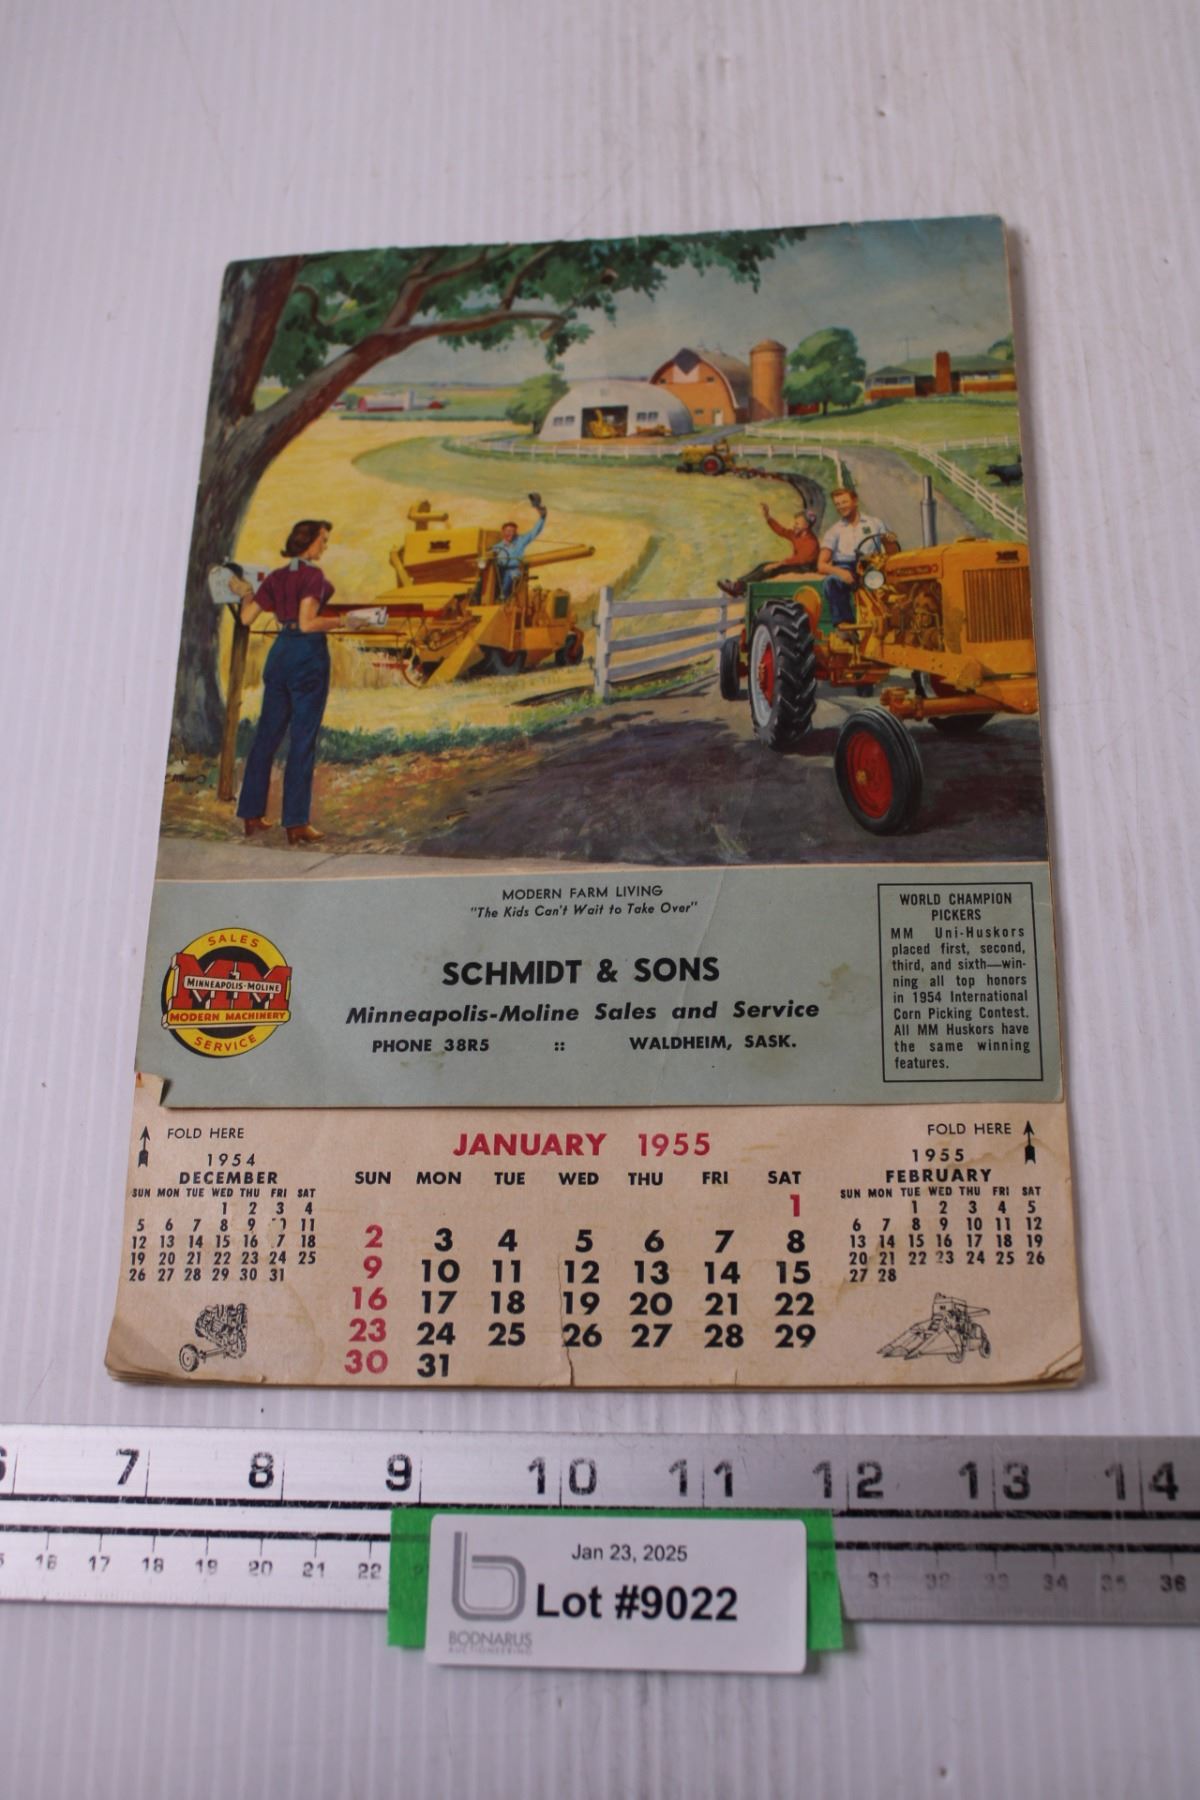 MODERN FARM LIVING
"The Kids Can't Wait to Take Over"
SALES
MM
MINNEAPOLIS-MOLINE
MODERN MACHINERY
SERVICE
SCHMIDT & SONS
Minneapolis-Moline Sales and Service
PHONE 38R5 :: WALDHEIM, SASK.
WORLD CHAMPION
PICKERS
MM Uni-Huskors
placed first, second,
third, and sixth—win-
ning all top honors
in 1954 International
Corn Picking Contest.
All MM Huskors have
the same winning
features.
FOLD HERE
1954
DECEMBER
SUN MON TUE WED THU FRI SAT
1 2 3 4
5 6 7 8 9 11
12 13 14 15 16 7 18
19 20 21 22 23 24 25
26 27 28 29 30 31
JANUARY 1955
SUN MON TUE WED THU FRI SAT
1
2 3 4 5 6 7 8
9 10 11 12 13 14 15
16 17 18 19 20 21 22
23 24 25 26 27 28 29
30 31
FOLD HERE
1955
FEBRUARY
SUN MON TUE WED THU FRI SAT
1 2 3 4 5
6 7 8 9 10 11 12
13 14 15 16 17 18 19
20 21 22 23 24 25 26
27 28
6 7 8 9 10 11 12 13 14
16 17 18 19 20 21 22 31 32 33 34 35 36
Jan 23, 2025
Lot #9022
b
BODNARUS
AUCTIONEERING